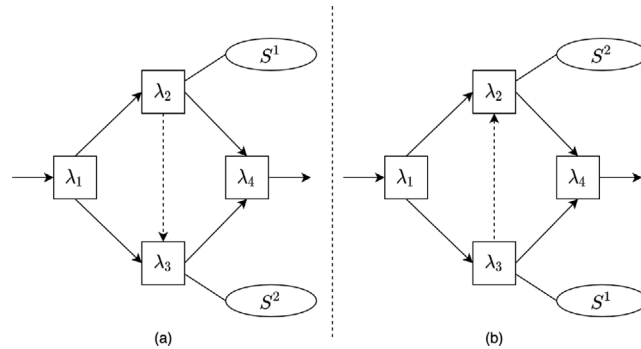 S¹ S²
λ₂ λ₂
λ₁ λ₄ λ₁ λ₄
λ₃ λ₃
S² S¹
(a) (b)